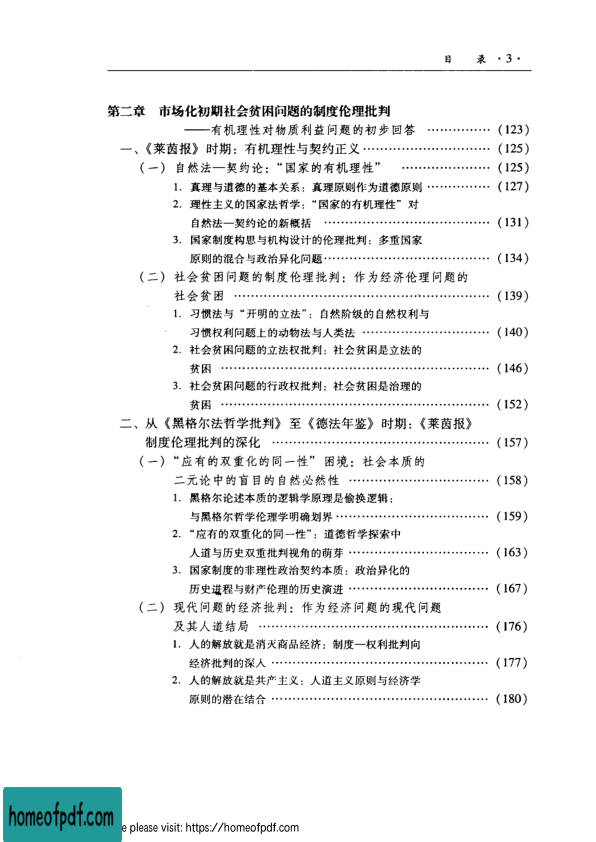 目 录 ·3·
第二章 市场化初期社会贫困问题的制度伦理批判
——有机理性对物质利益问题的初步回答 ……………(123)
一、《莱茵报》时期：有机理性与契约正义……………………(125)
（一）自然法—契约论：“国家的有机理性” ………………(125)
1. 真理与道德的基本关系：真理原则作为道德原则……………(127)
2. 理性主义的国家法哲学：“国家的有机理性”对
自然法—契约论的新概括 ……………………………(131)
3. 国家制度构思与机构设计的伦理批判：多重国家
原则的混合与政治异化问题……………………………(134)
（二）社会贫困问题的制度伦理批判：作为经济伦理问题的
社会贫困 ……………………………………………(139)
1. 习惯法与“开明的立法”：自然阶级的自然权利与
习惯权利问题上的动物法与人类法 ……………………(140)
2. 社会贫困问题的立法权批判：社会贫困是立法的
贫困 ………………………………………………(146)
3. 社会贫困问题的行政权批判：社会贫困是治理的
贫困 ………………………………………………(152)
二、从《黑格尔法哲学批判》至《德法年鉴》时期：《莱茵报》
制度伦理批判的深化 ……………………………………(157)
（一）“应有的双重化的同一性”困境：社会本质的
二元论中的盲目的自然必然性 ………………………(158)
1. 黑格尔论述本质的逻辑学原理是偷换逻辑：
与黑格尔哲学伦理学明确划界…………………………(159)
2. “应有的双重化的同一性”：道德哲学探索中
人道与历史双重批判视角的萌芽 ………………………(163)
3. 国家制度的非理性政治契约本质：政治异化的
历史进程与财产伦理的历史演进 ………………………(167)
（二）现代问题的经济批判：作为经济问题的现代问题
及其人道结局 …………………………………………(176)
1. 人的解放就是消灭商品经济：制度—权利批判向
经济批判的深入 ……………………………………(177)
2. 人的解放就是共产主义：人道主义原则与经济学
原则的潜在结合 ……………………………………(180)
homeofpdf.com
e please visit: https://homeofpdf.com